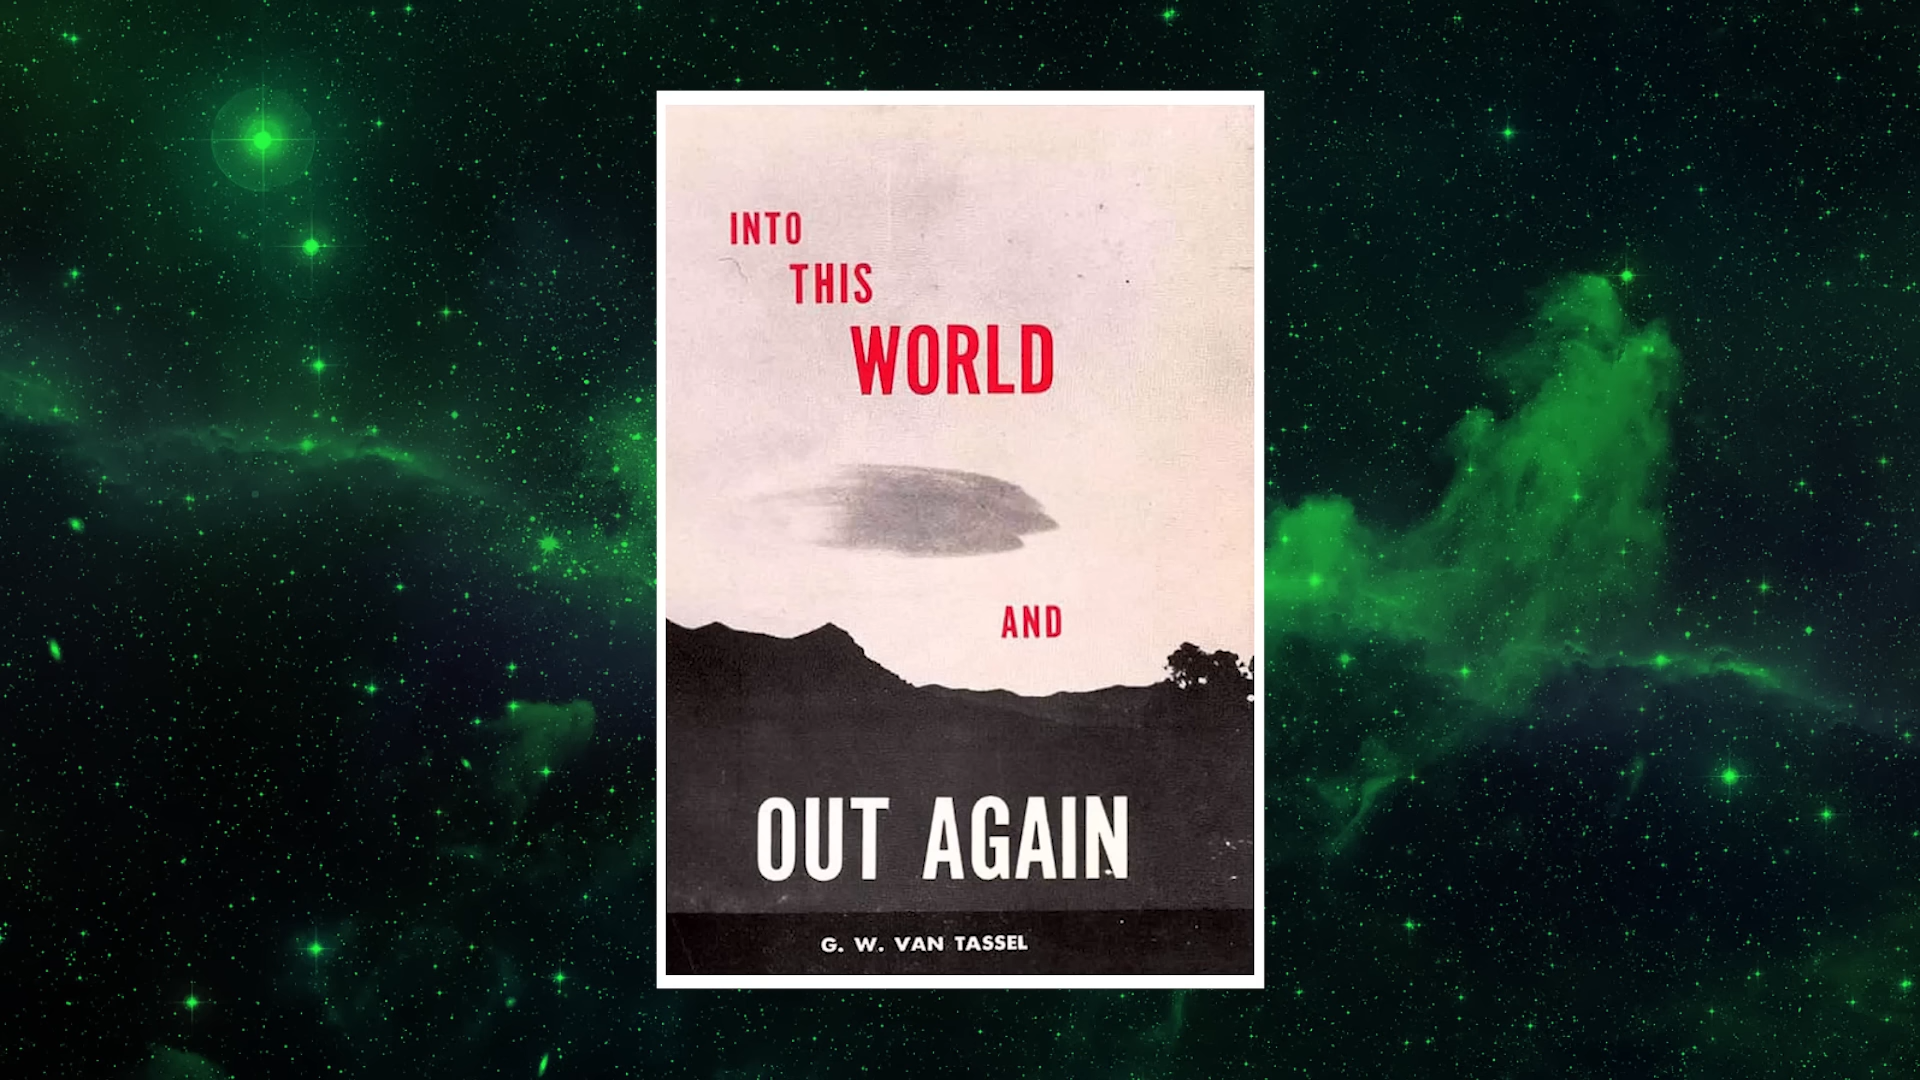 INTO
THIS
WORLD
AND
OUT AGAIN
G. W. VAN TASSEL